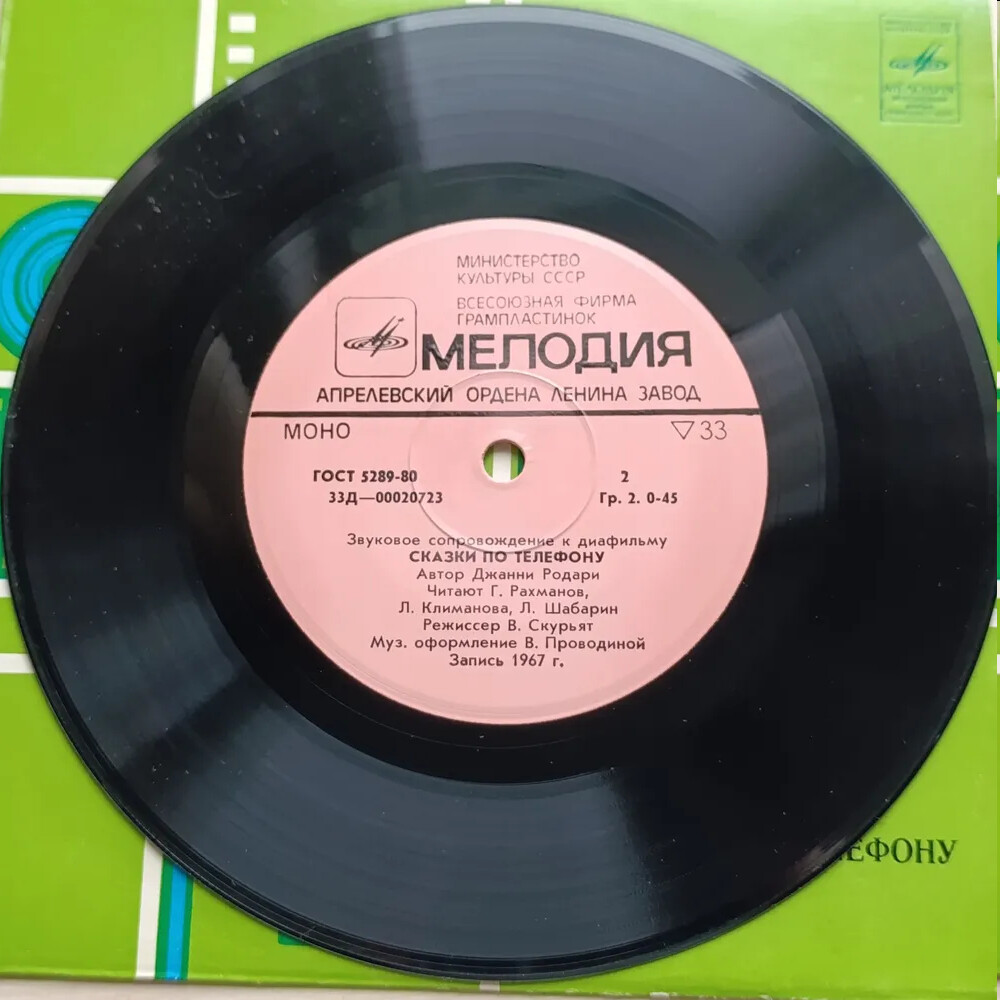 МИНИСТЕРСТВО
КУЛЬТУРЫ СССР
ВСЕСОЮЗНАЯ ФИРМА
ГРАМПЛАСТИНОК
МЕЛОДИЯ
АПРЕЛЕВСКИЙ ОРДЕНА ЛЕНИНА ЗАВОД
МОНО ▽33
ГОСТ 5289-80 2
33Д—00020723 Гр. 2. 0-45
Звуковое сопровождение к диафильму
СКАЗКИ ПО ТЕЛЕФОНУ
Автор Джанни Родари
Читают Г. Рахманов,
Л. Климанова, Л. Шабарин
Режиссер В. Скурьят
Муз. оформление В. Проводиной
Запись 1967 г.
ЕФОНУ